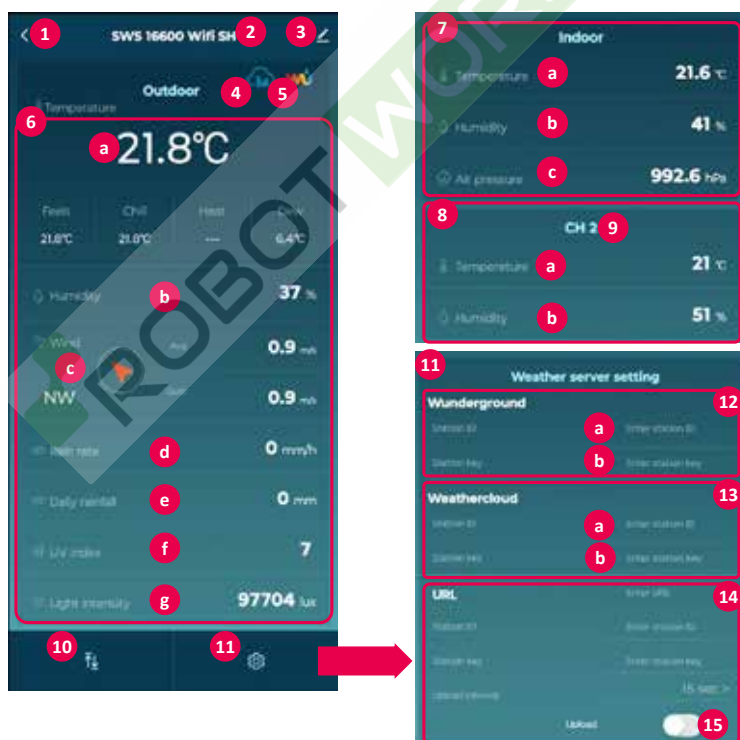 1 SWS 16600 Wifi SH 2 3
Outdoor 4 5
Temperature
6
a 21.8°C
Feels Chill Heat Dew
21.8°C 21.8°C --- 6.4°C
Humidity b 37 %
Wind Avg 0.9 m/s
c
NW Gust 0.9 m/s
Rain rate d 0 mm/h
Daily rainfall e 0 mm
UV index f 7
Light intensity g 97704 lux
10 11
7 Indoor
Temperature a 21.6 °C
Humidity b 41 %
Air pressure c 992.6 hPa
8 CH 2 9
Temperature a 21 °C
Humidity b 51 %
11 Weather server setting
Wunderground 12
Station ID a Enter station ID
Station key b Enter station key
Weathercloud 13
Station ID a Enter station ID
Station key b Enter station key
URL Enter URL 14
Station ID Enter station ID
Station key Enter station key
Upload interval 15 sec >
Upload 15
ROBOTWOR